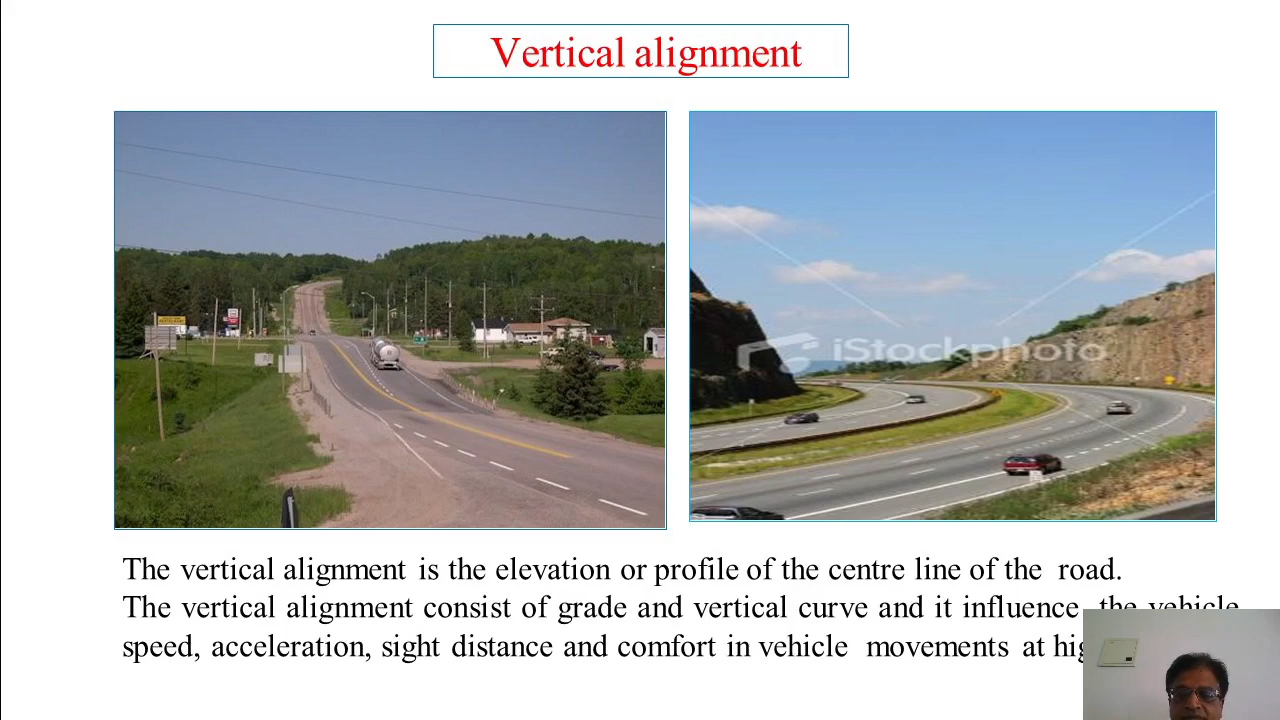 Vertical alignment
iStockphoto
The vertical alignment is the elevation or profile of the centre line of the road.
The vertical alignment consist of grade and vertical curve and it influence the vehicle
speed, acceleration, sight distance and comfort in vehicle movements at